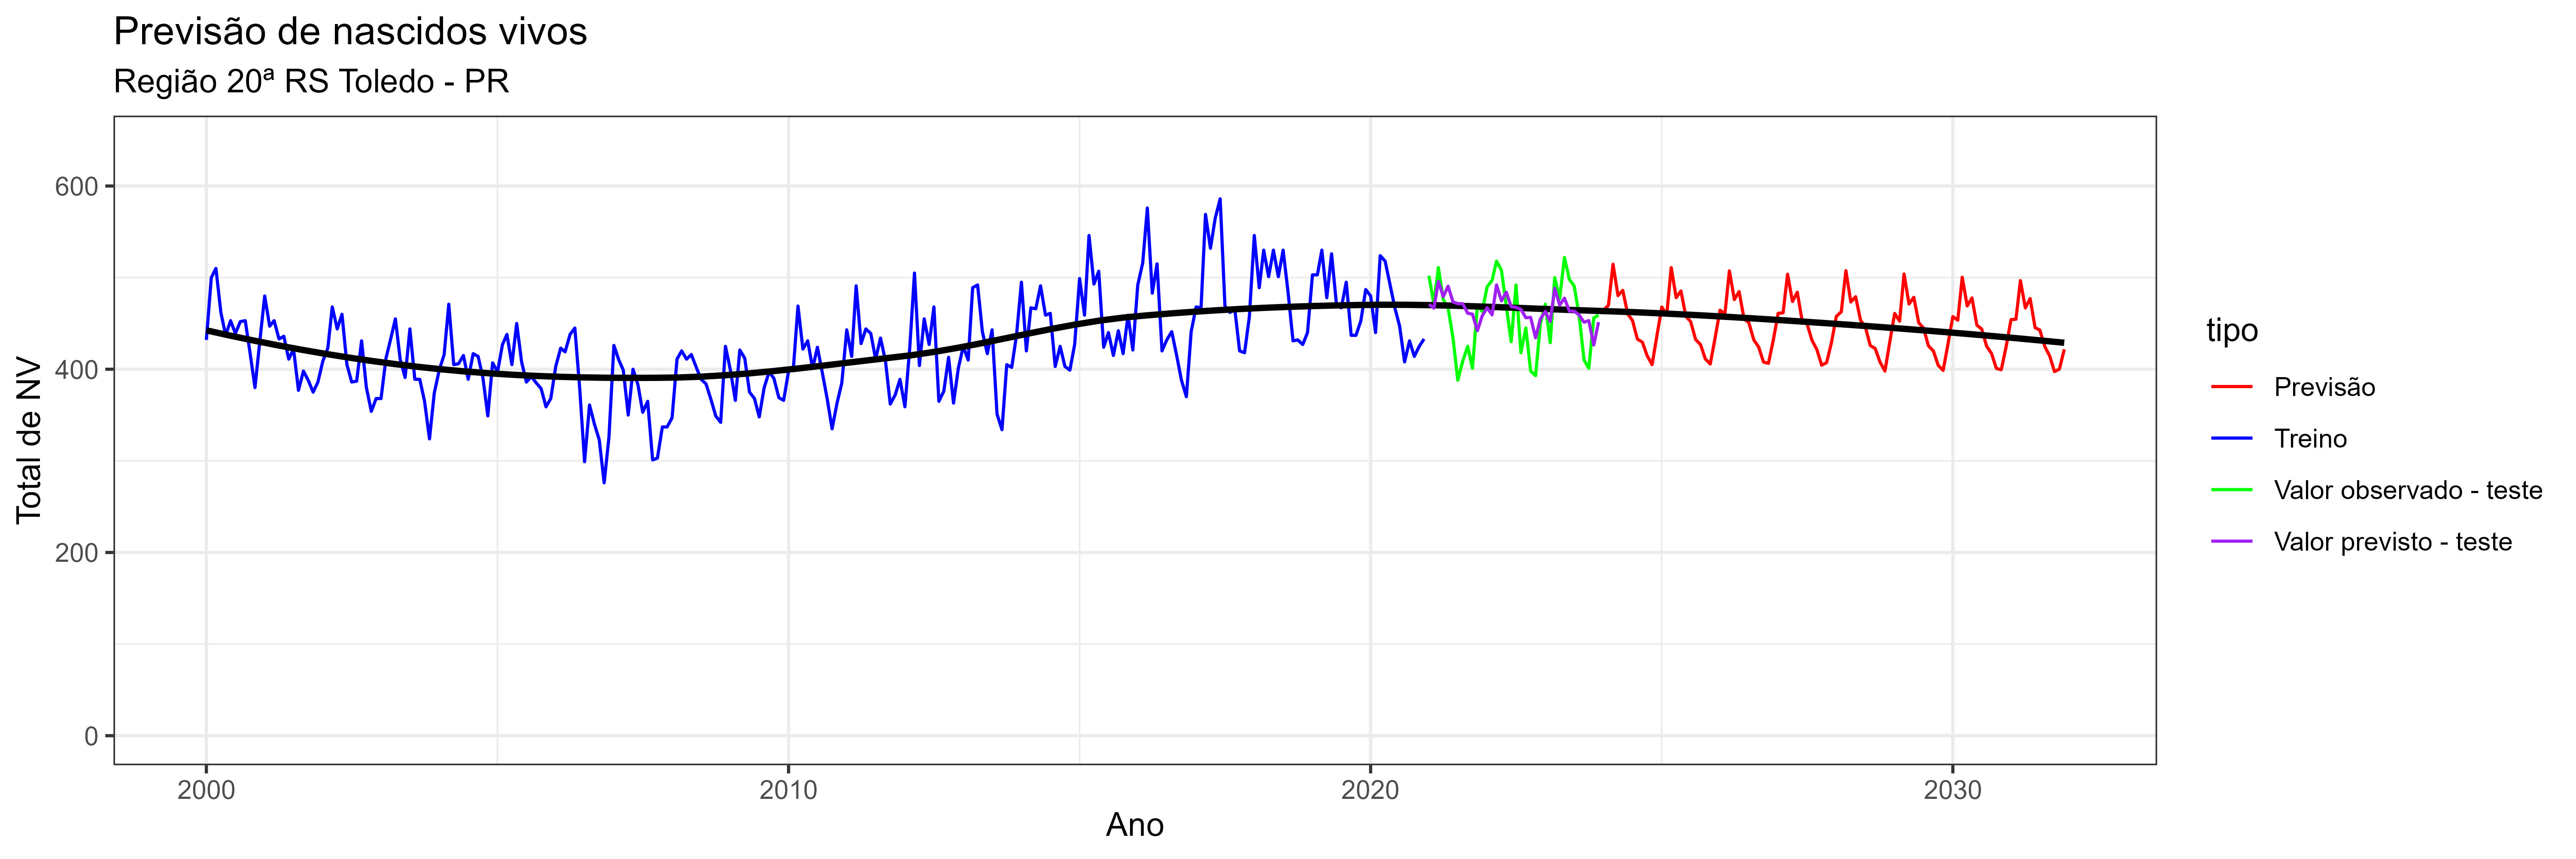 Previsão de nascidos vivos
Região 20ª RS Toledo - PR
Total de NV
600
400
200
0
2000
2010
2020
2030
Ano
tipo
Previsão
Treino
Valor observado - teste
Valor previsto - teste